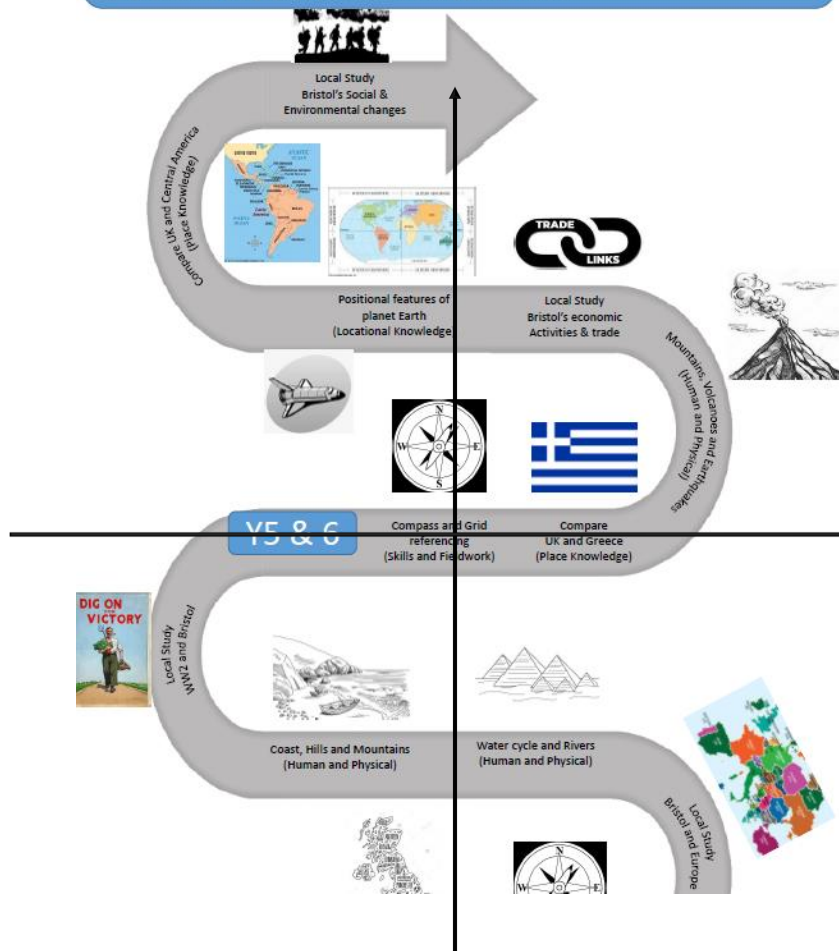 Local Study
Bristol's Social &
Environmental changes
Compare UK and Central America
(Place Knowledge)
TRADE
LINKS
Positional features of
planet Earth
(Locational Knowledge)
Local Study
Bristol's economic
Activities & trade
Mountains, Volcanoes and Earthquakes
(Human and Physical)
N
W
E
S
Y5 & 6
Compass and Grid
referencing
(Skills and Fieldwork)
Compare
UK and Greece
(Place Knowledge)
DIG ON
VICTORY
Local Study
WW2 and Bristol
Coast, Hills and Mountains
(Human and Physical)
Water cycle and Rivers
(Human and Physical)
Local Study
Bristol and Europe
N
W
E